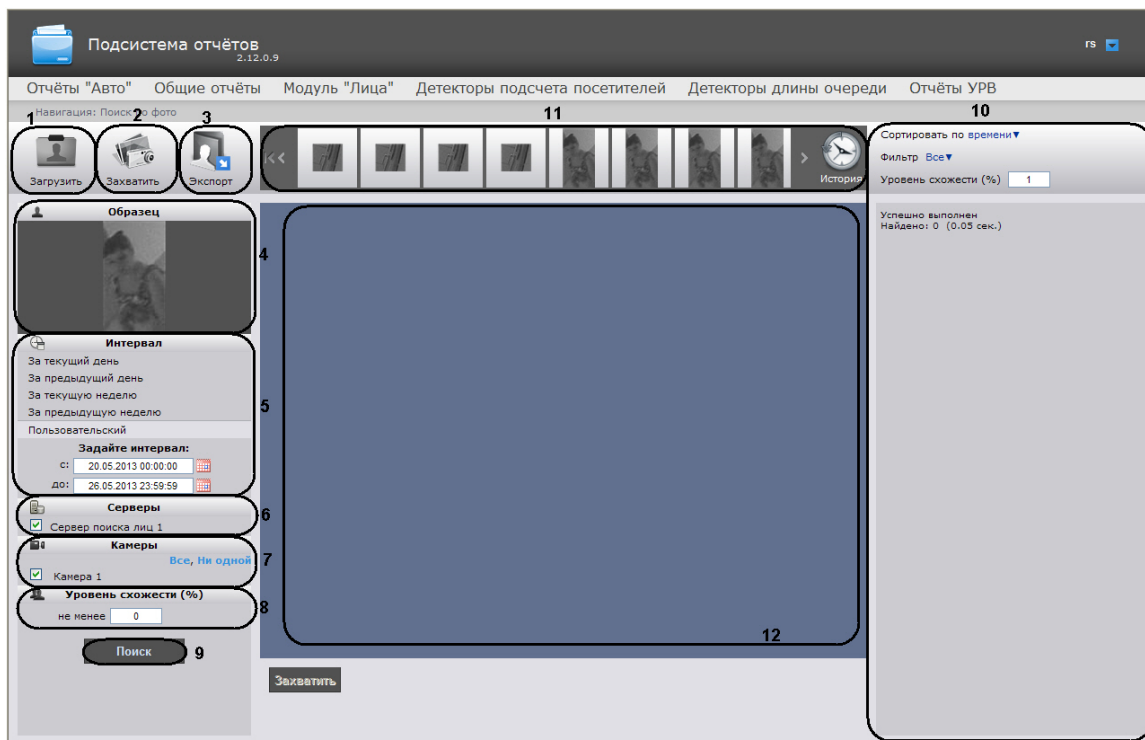 Подсистема отчётов
2.12.0.9
rs
Отчёты "Авто" Общие отчёты Модуль "Лица" Детекторы подсчета посетителей Детекторы длины очереди Отчёты УРВ
Навигация: Поиск по фото
1 2 3 11 10
Загрузить Захватить Экспорт История
Сортировать по времени
Фильтр Все
Уровень схожести (%) 1
Образец
4
Успешно выполнен
Найдено: 0 (0.05 сек.)
Интервал
За текущий день
За предыдущий день
За текущую неделю
За предыдущую неделю
5
Пользовательский
Задайте интервал:
с: 20.05.2013 00:00:00
до: 26.05.2013 23:59:59
Серверы
6
Сервер поиска лиц 1
Камеры
Все, Ни одной
7
Камера 1
Уровень схожести (%)
8
не менее 0
12
Поиск 9
Захватить